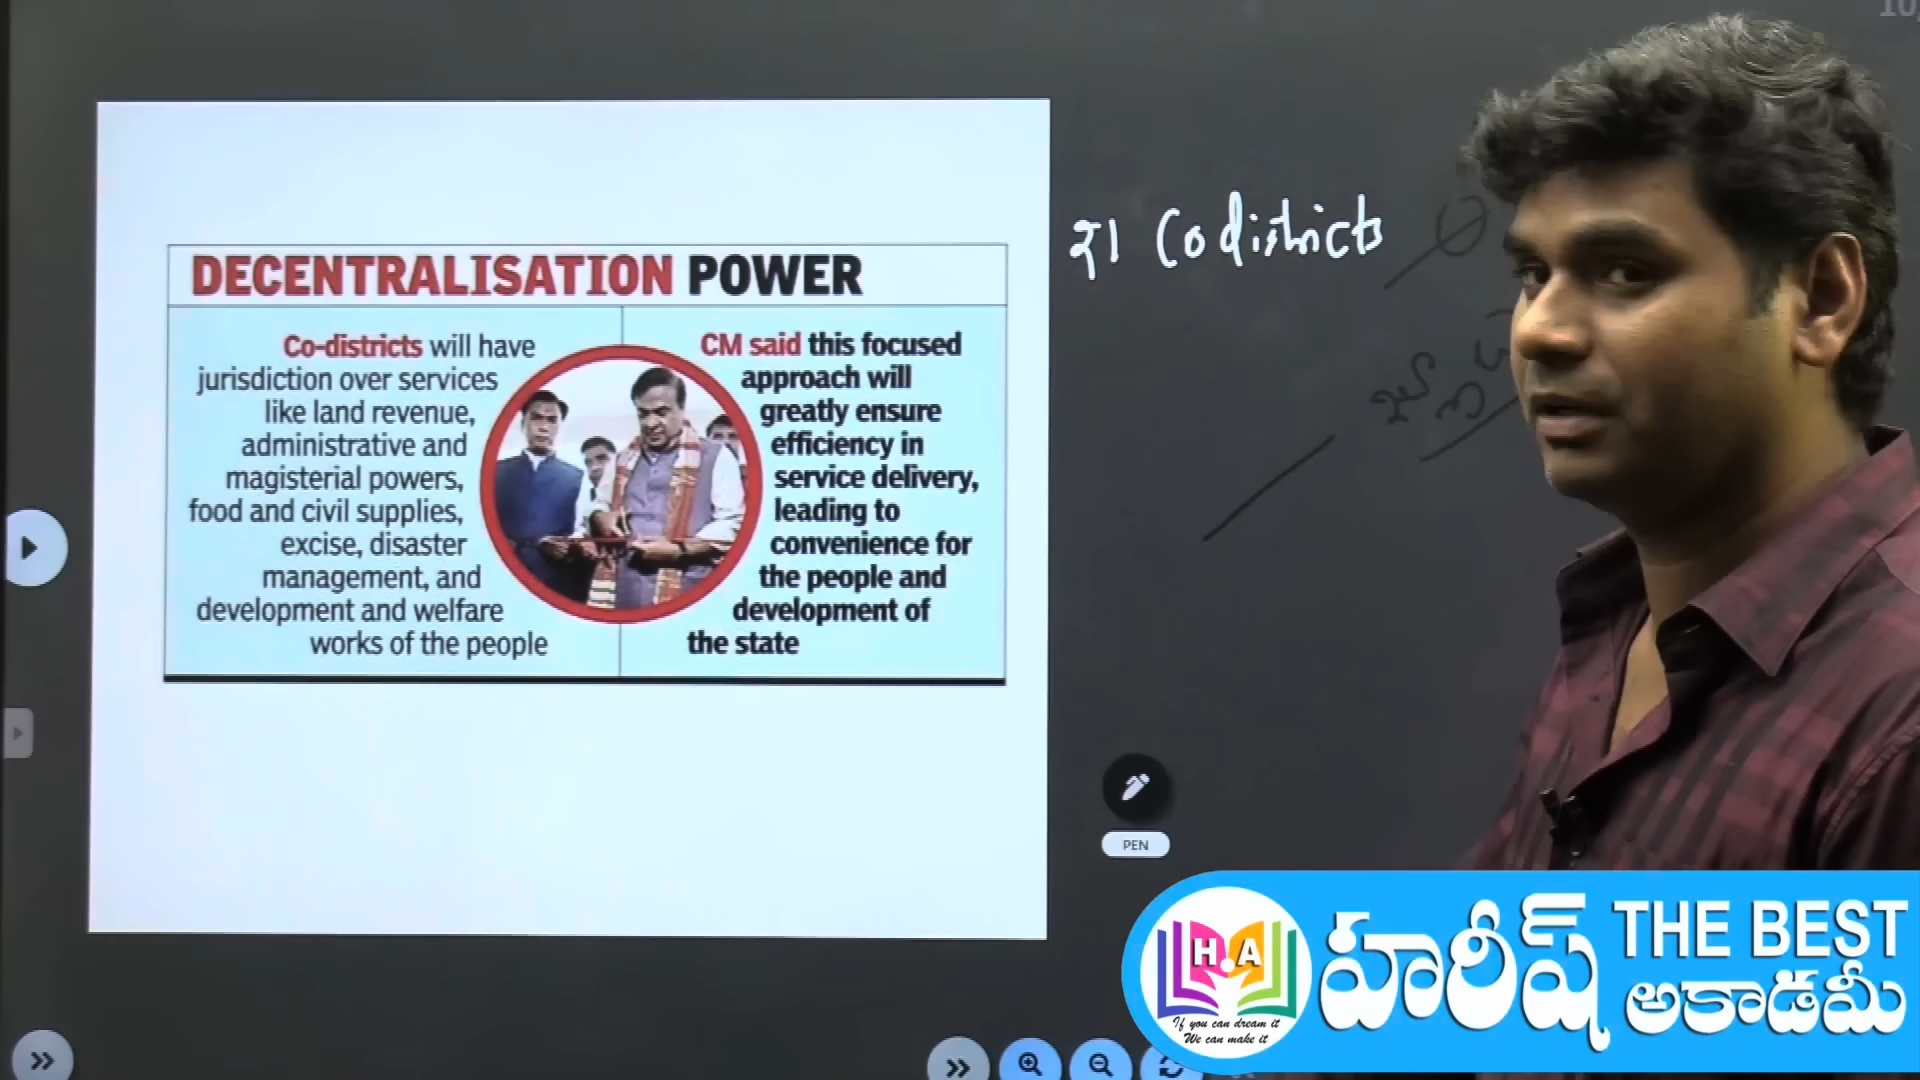 DECENTRALISATION POWER
Co-districts will have
jurisdiction over services
like land revenue,
administrative and
magisterial powers,
food and civil supplies,
excise, disaster
management, and
development and welfare
works of the people
CM said this focused
approach will
greatly ensure
efficiency in
service delivery,
leading to
convenience for
the people and
development of
the state
21 Co districts
PEN
H.A
If you can dream it
We can make it
హరీష్
THE BEST
అకాడమీ